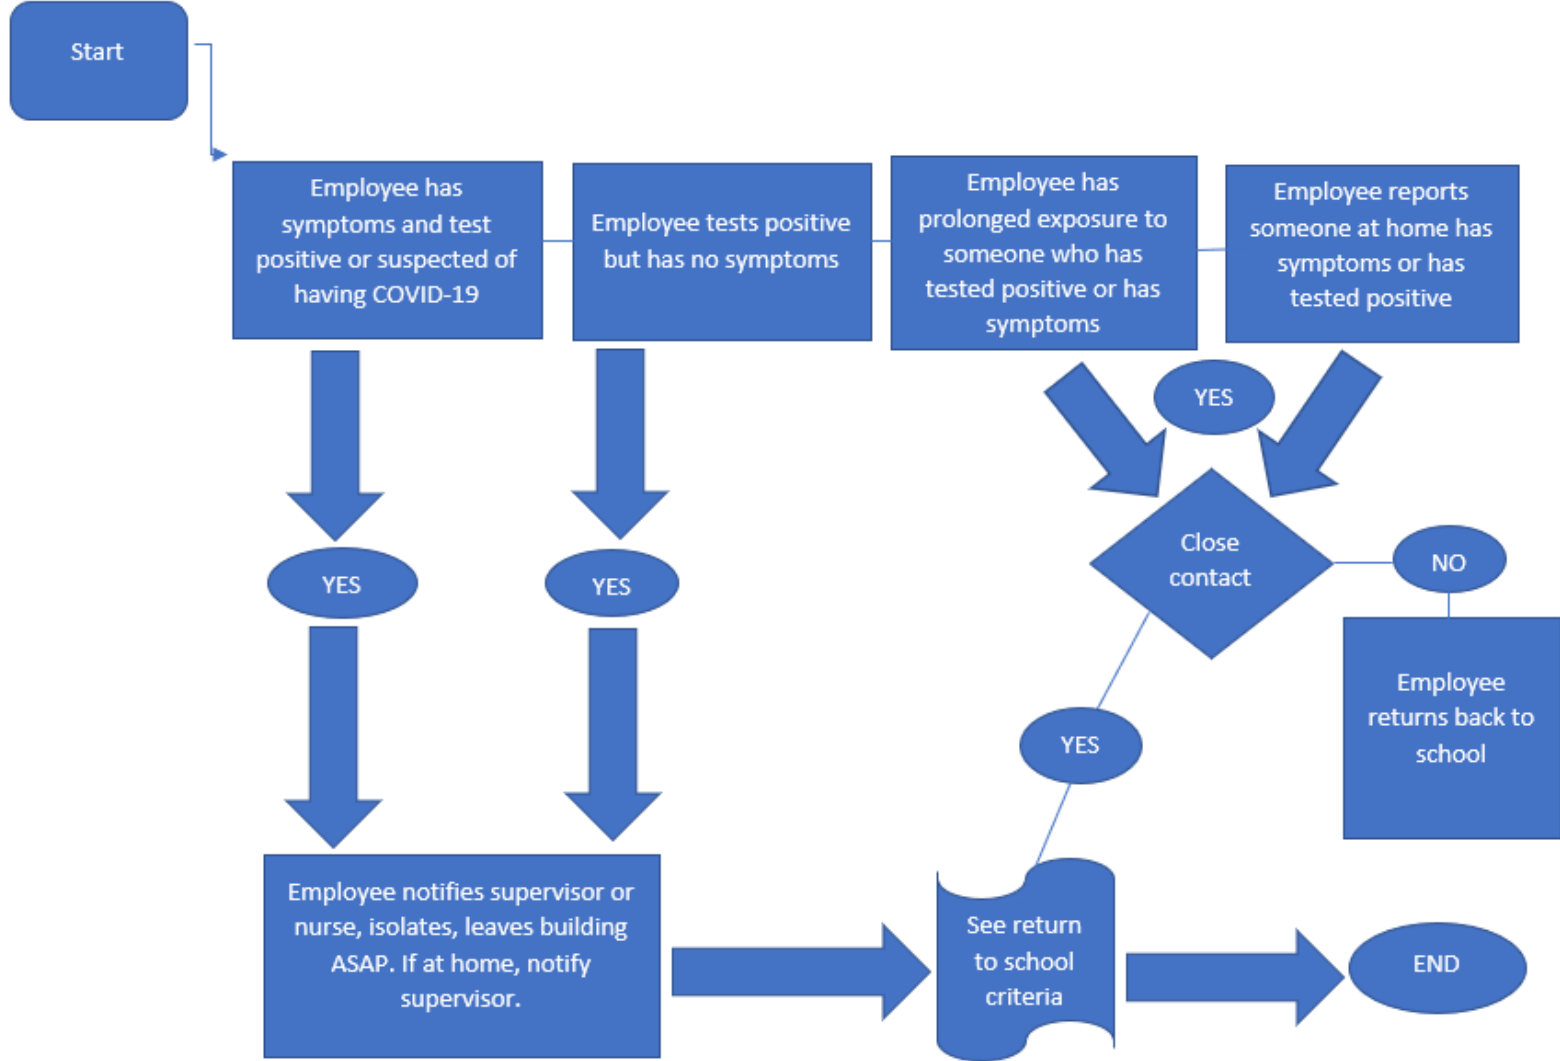 Start
Employee has
symptoms and test
positive or suspected of
having COVID-19
Employee tests positive
but has no symptoms
Employee has
prolonged exposure to
someone who has
tested positive or has
symptoms
Employee reports
someone at home has
symptoms or has
tested positive
YES
Close
contact
NO
YES
YES
Employee
returns back to
school
YES
Employee notifies supervisor or
nurse, isolates, leaves building
ASAP. If at home, notify
supervisor.
See return
to school
criteria
END